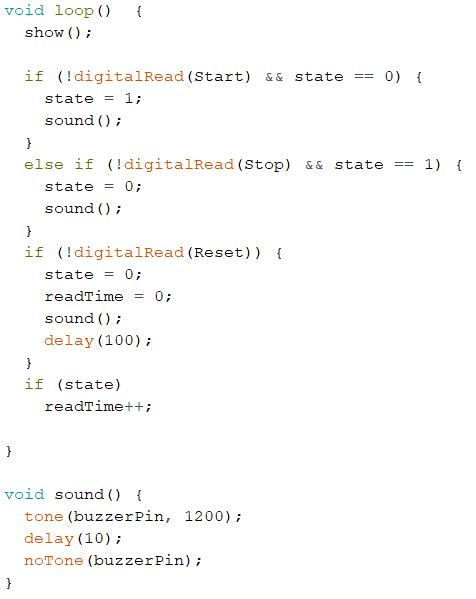 void loop()  {
  show();

  if (!digitalRead(Start) && state == 0) {
    state = 1;
    sound();
  }
  else if (!digitalRead(Stop) && state == 1) {
    state = 0;
    sound();
  }
  if (!digitalRead(Reset)) {
    state = 0;
    readTime = 0;
    sound();
    delay(100);
  }
  if (state)
    readTime++;

}

void sound() {
  tone(buzzerPin, 1200);
  delay(10);
  noTone(buzzerPin);
}